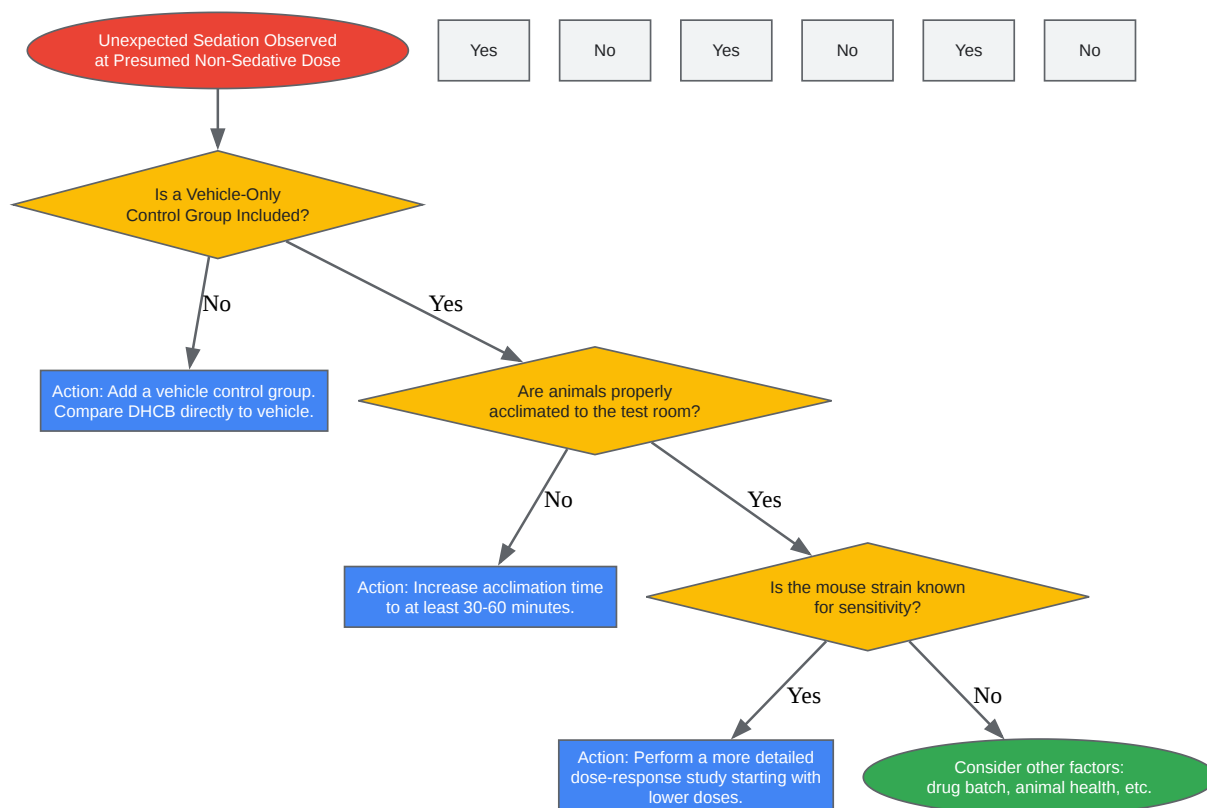 Unexpected Sedation Observed
at Presumed Non-Sedative Dose
Yes
No
Yes
No
Yes
No
Is a Vehicle-Only
Control Group Included?
No
Yes
Action: Add a vehicle control group.
Compare DHCB directly to vehicle.
Are animals properly
acclimated to the test room?
No
Yes
Action: Increase acclimation time
to at least 30-60 minutes.
Is the mouse strain known
for sensitivity?
Yes
No
Action: Perform a more detailed
dose-response study starting with
lower doses.
Consider other factors:
drug batch, animal health, etc.